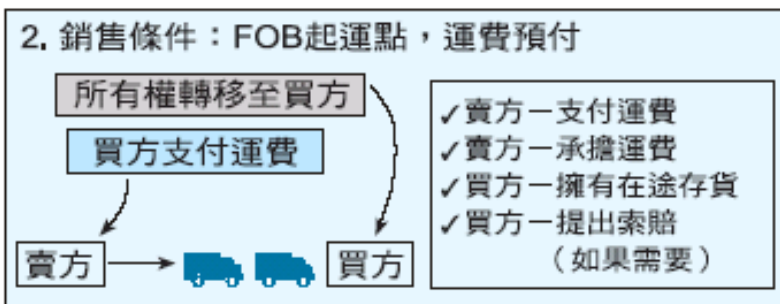 2. 銷售條件：FOB起運點，運費預付
所有權轉移至買方
買方支付運費
賣方
買方
✓賣方－支付運費
✓賣方－承擔運費
✓買方－擁有在途存貨
✓買方－提出索賠
（如果需要）